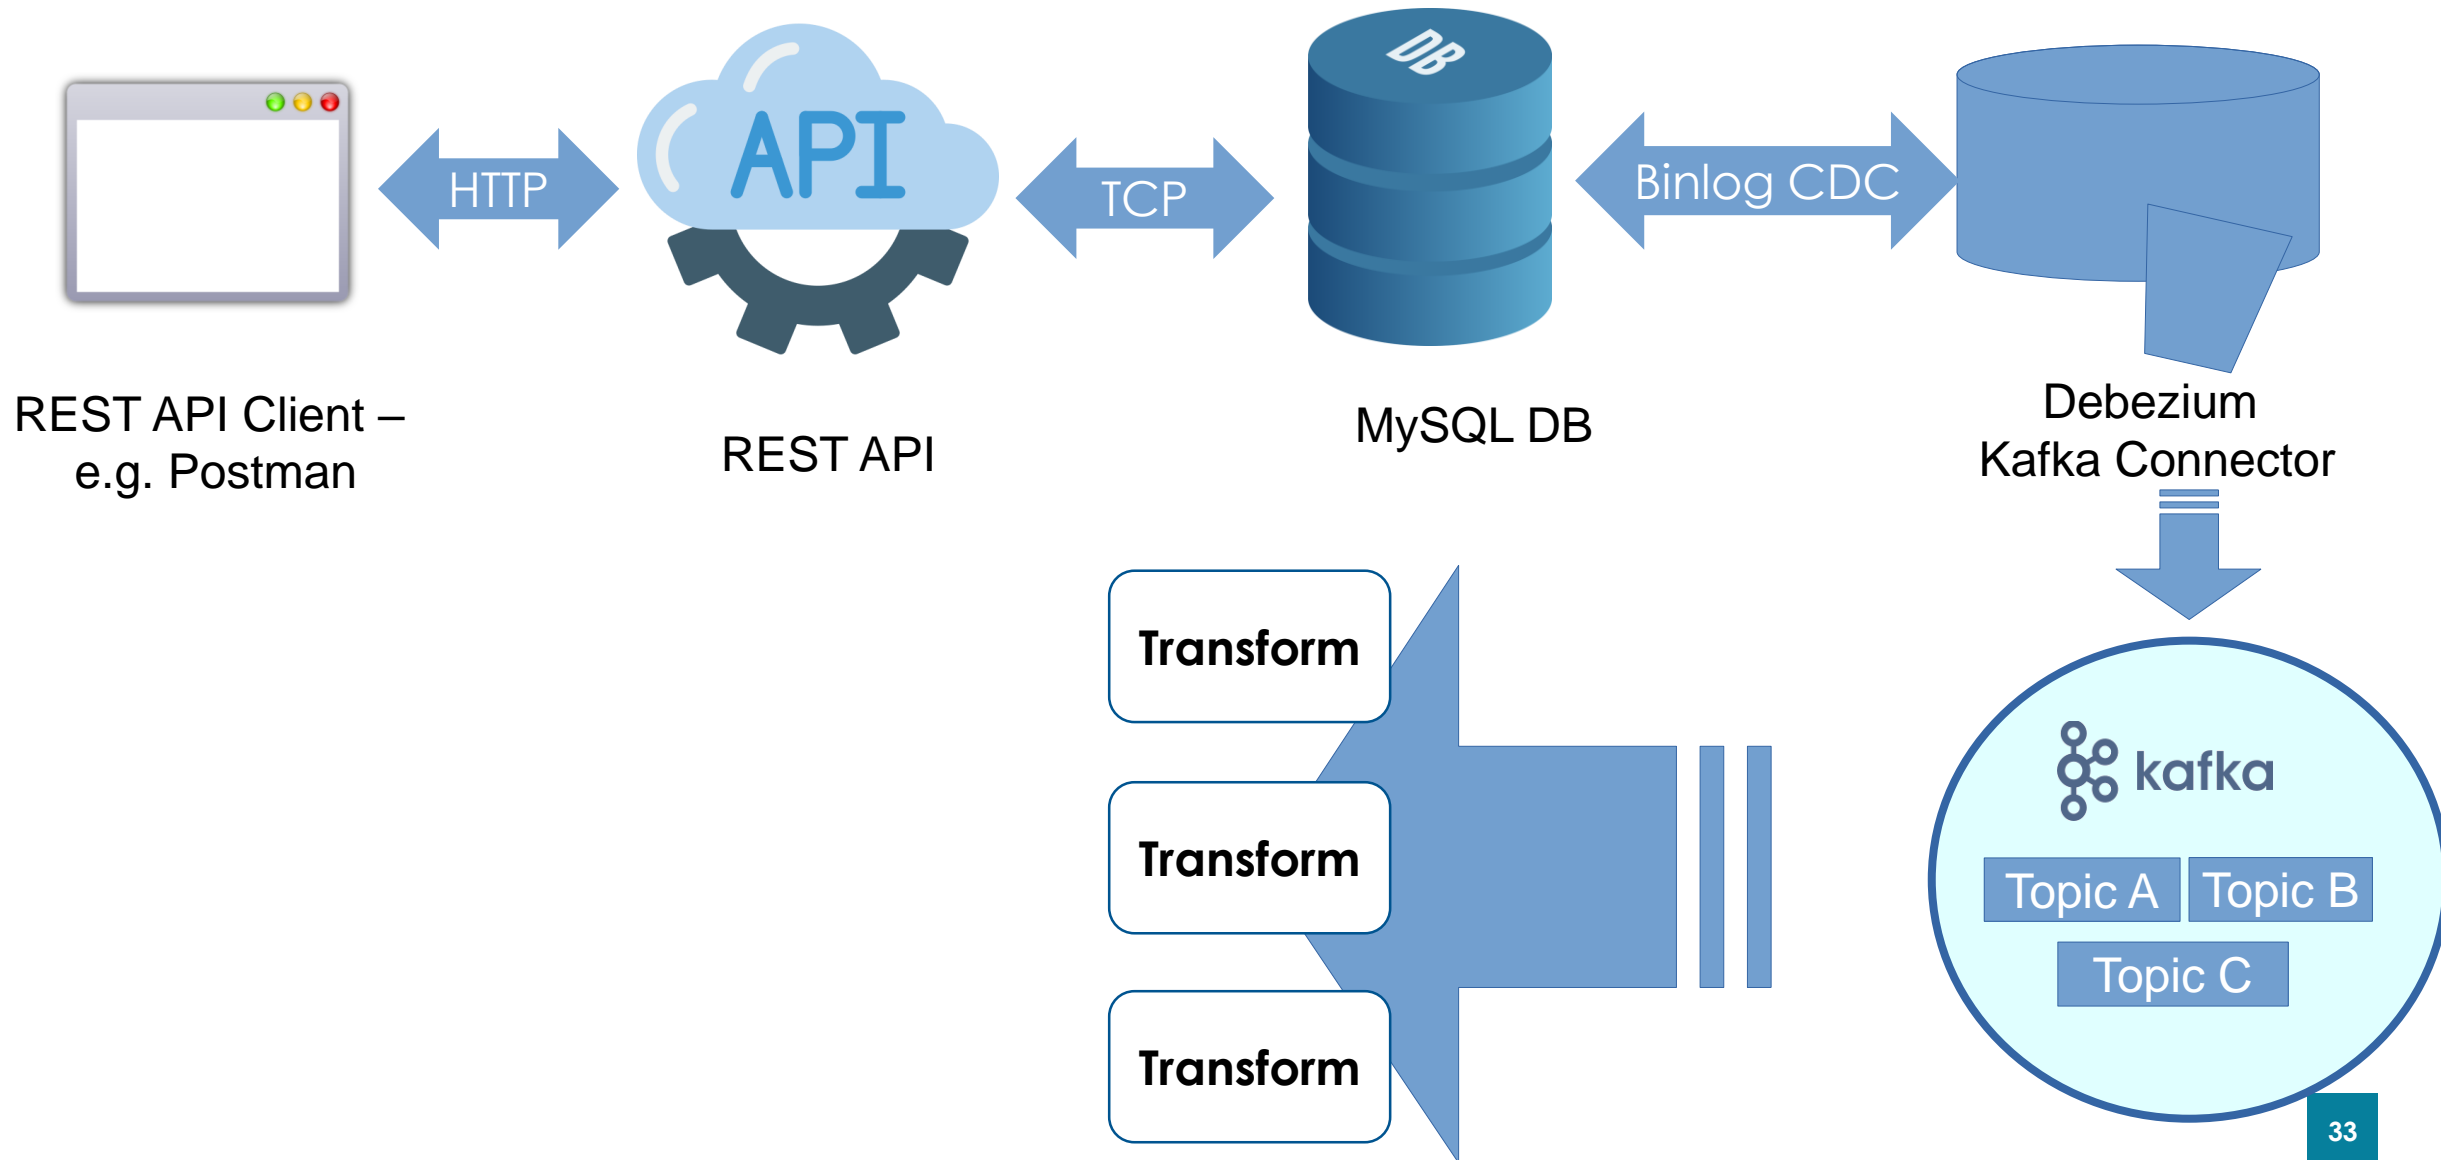 API
DB
HTTP
TCP
Binlog CDC
REST API Client –
e.g. Postman
REST API
MySQL DB
Debezium
Kafka Connector
Transform
Transform
Transform
kafka
Topic A
Topic B
Topic C
33